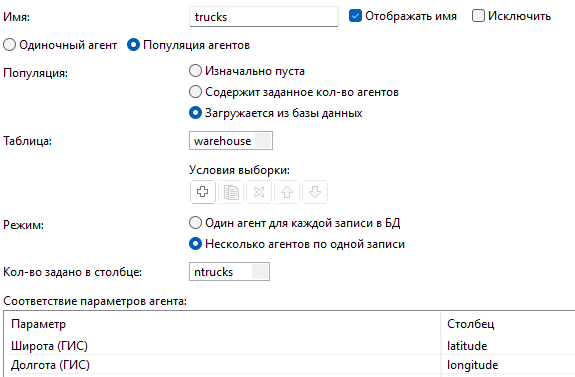 Имя: trucks Отображать имя Исключить
Одиночный агент Популяция агентов
Популяция: Изначально пуста
Содержит заданное кол-во агентов
Загружается из базы данных
Таблица: warehouse
Условия выборки:
Режим: Один агент для каждой записи в БД
Несколько агентов по одной записи
Кол-во задано в столбце: ntrucks
Соответствие параметров агента:
Параметр Столбец
Широта (ГИС) latitude
Долгота (ГИС) longitude